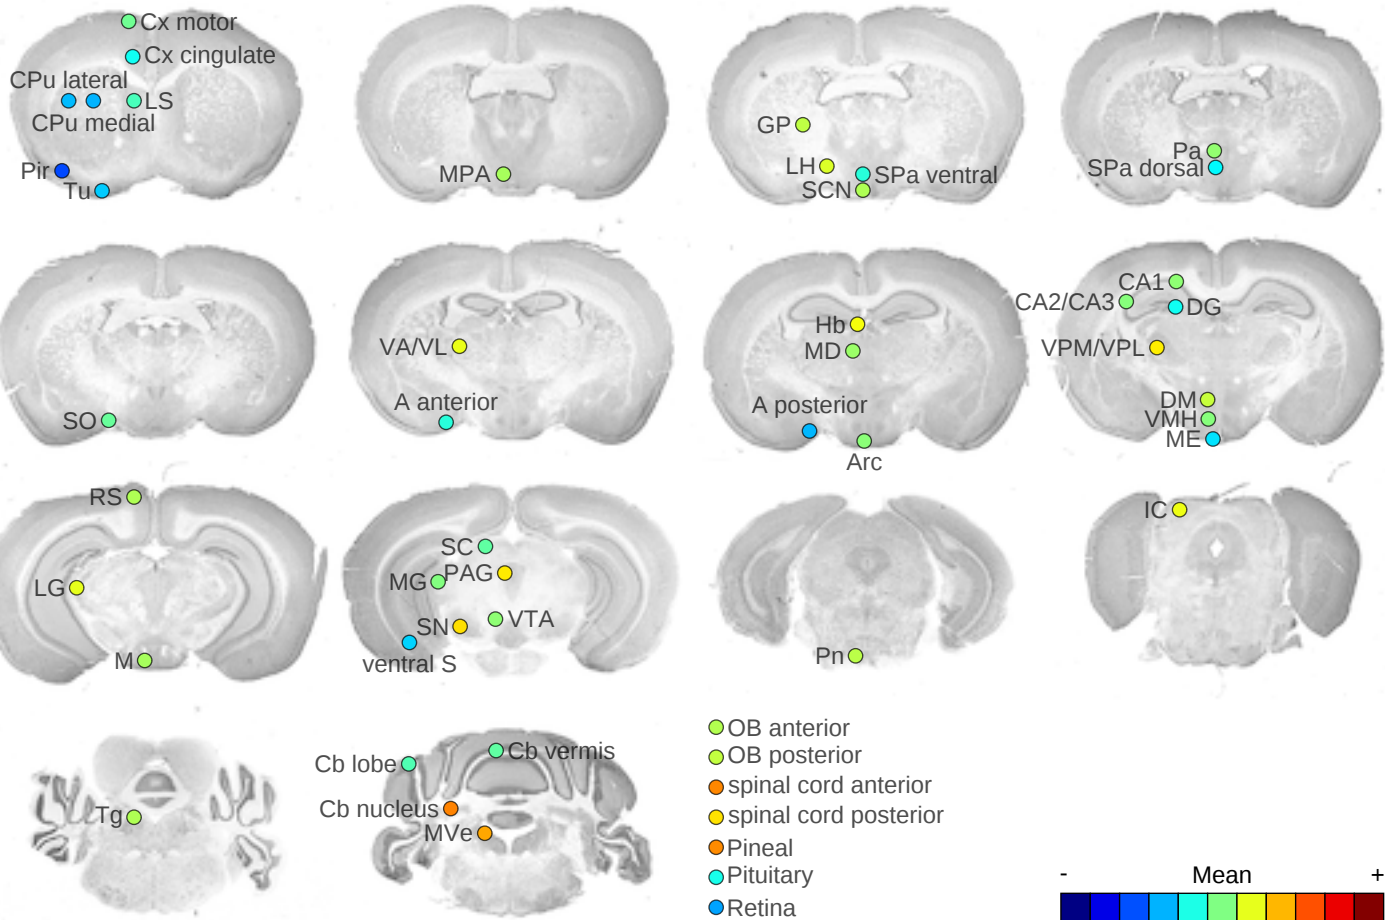 Cx motor
Cx cingulate
CPu lateral
LS
CPu medial
Pir
Tu
MPA
GP
LH
SPa ventral
SCN
Pa
SPa dorsal
SO
VA/VL
A anterior
Hb
MD
A posterior
Arc
CA1
CA2/CA3
DG
VPM/VPL
DM
VMH
ME
RS
LG
M
SC
PAG
MG
VTA
SN
ventral S
Pn
IC
Tg
Cb vermis
Cb lobe
Cb nucleus
MVe
OB anterior
OB posterior
spinal cord anterior
spinal cord posterior
Pineal
Pituitary
Retina
- Mean +